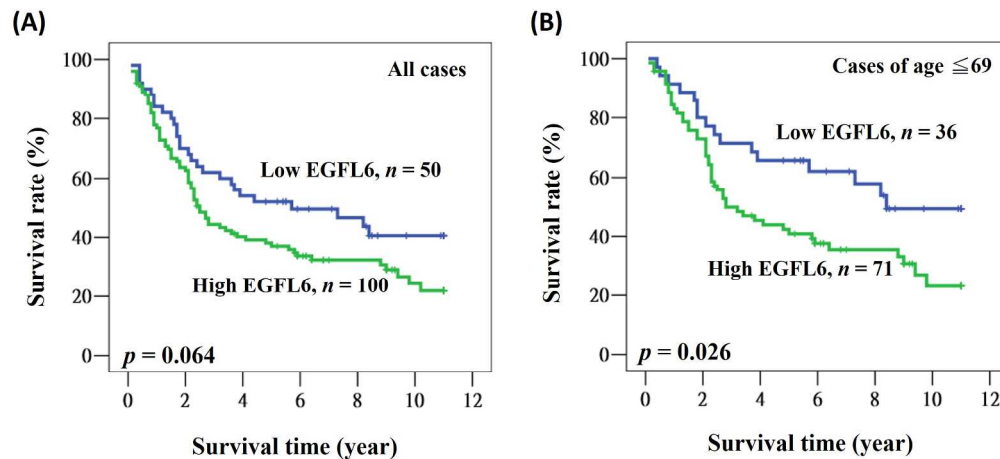 (A)
All cases
Low EGFL6, n = 50
High EGFL6, n = 100
p = 0.064
Survival rate (%)
100
80
60
40
20
0
0 2 4 6 8 10 12
Survival time (year)
(B)
Cases of age ≦69
Low EGFL6, n = 36
High EGFL6, n = 71
p = 0.026
Survival rate (%)
100
80
60
40
20
0
0 2 4 6 8 10 12
Survival time (year)